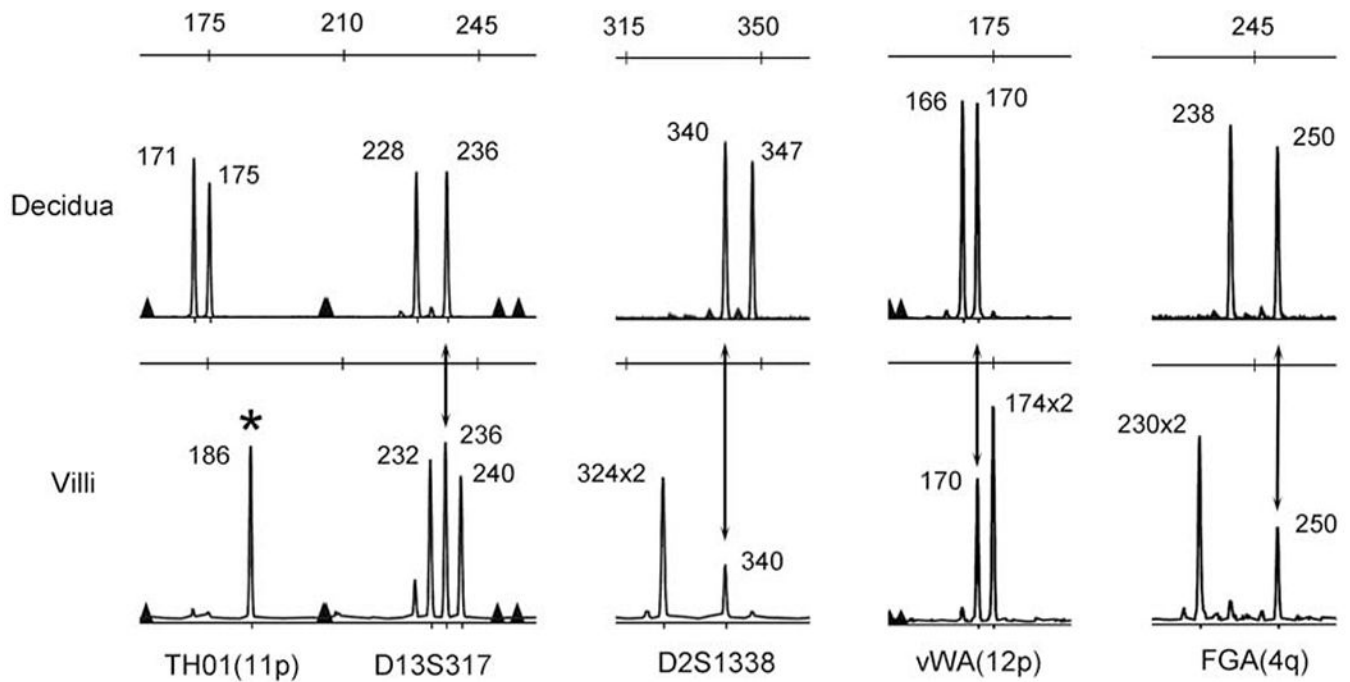 175 210 245 315 350 175 245
171 175 228 236 340 347 166 170 238 250
Decidua
* 186 232 236 240 324x2 340 170 174x2 230x2 250
Villi
TH01(11p) D13S317 D2S1338 vWA(12p) FGA(4q)